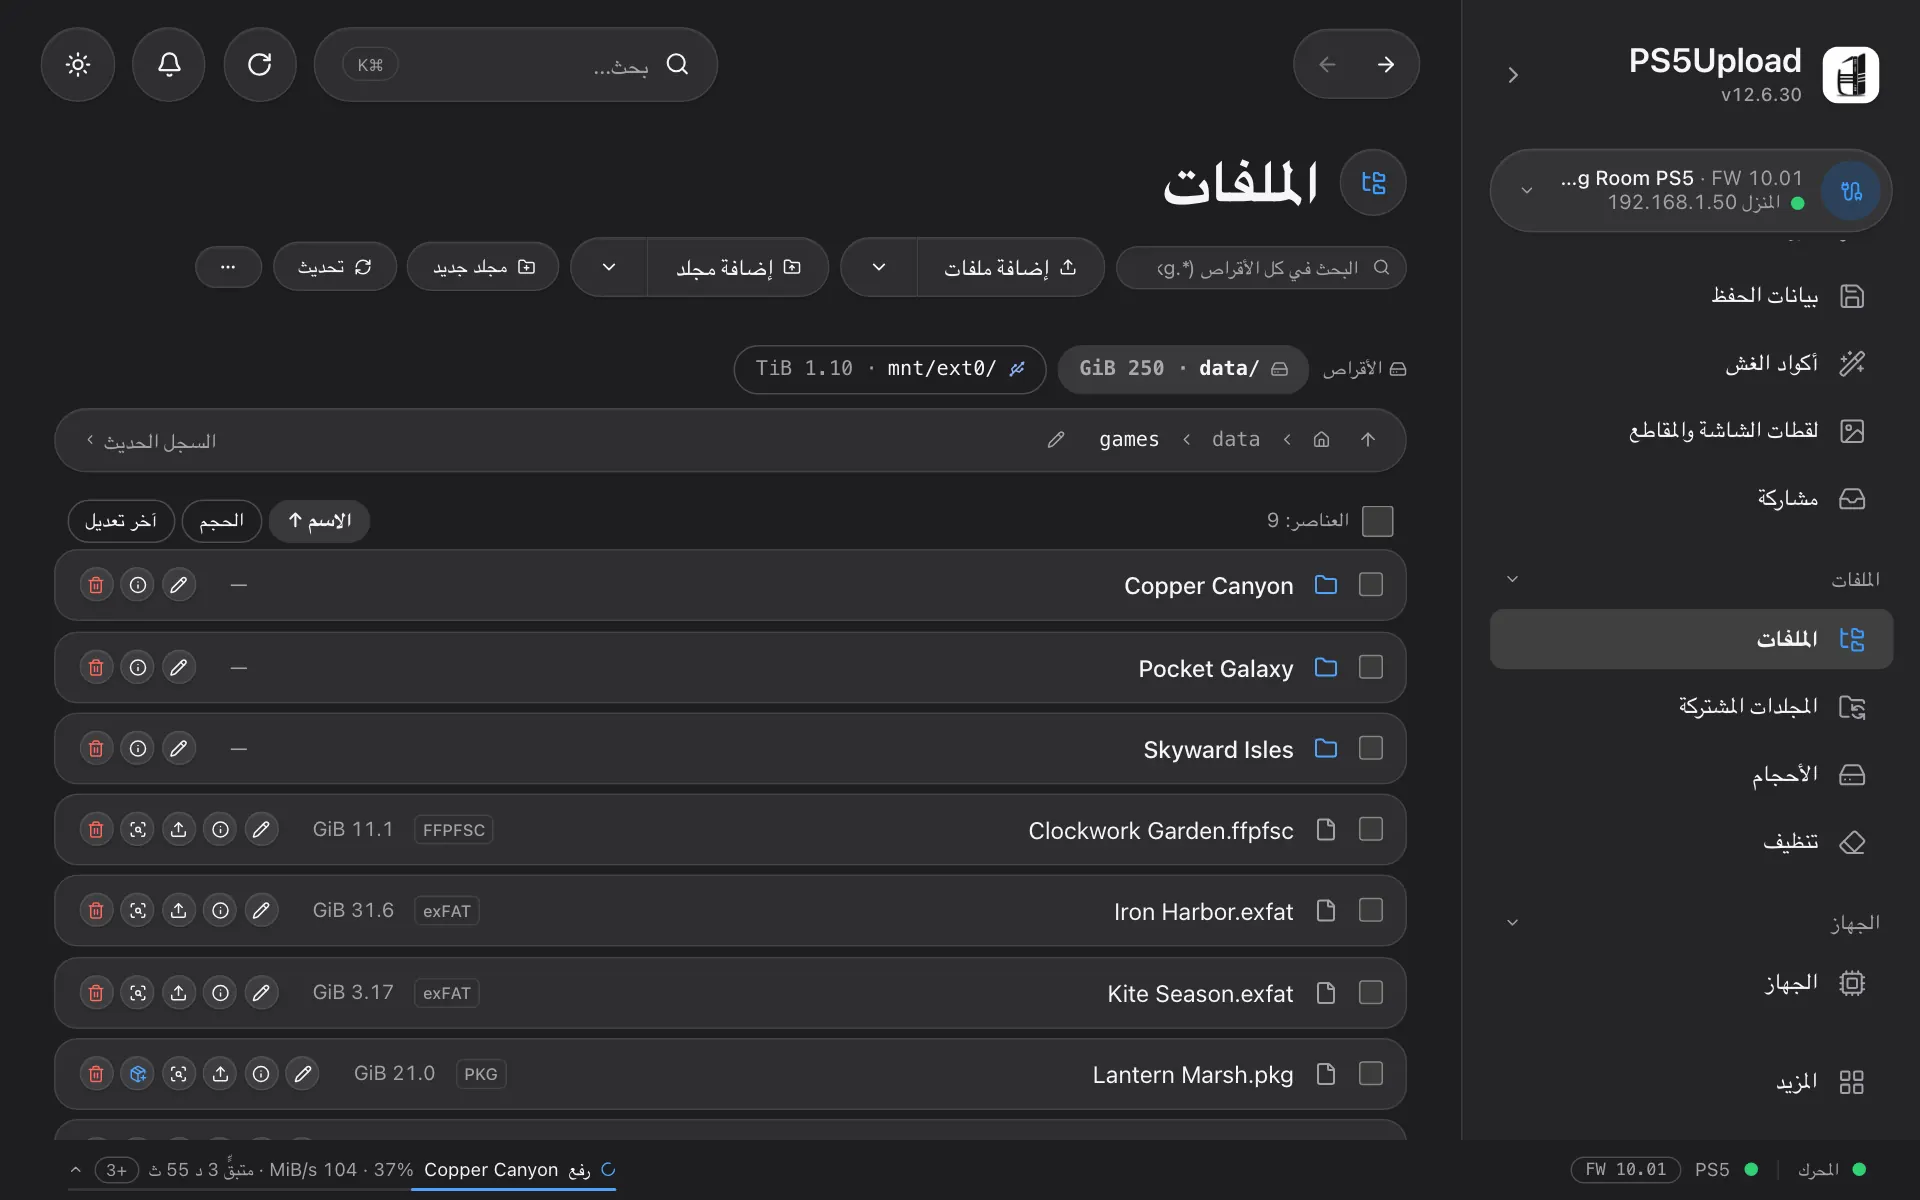 PS5Upload
v12.6.30
...g Room PS5 · FW 10.01
المنزل 192.168.1.50
بيانات الحفظ
أكواد الغش
لقطات الشاشة والمقاطع
مشاركة
الملفات
الملفات
المجلدات المشتركة
الأحجام
تنظيف
الجهاز
الجهاز
المزيد
بحث...
K⌘
الملفات
البحث في كل الأقراص (*.g
إضافة ملفات
إضافة مجلد
مجلد جديد
تحديث
الأقراص
/data · 250 GiB
/mnt/ext0 · 1.10 TiB
data › games
السجل الحديث
العناصر: 9
الاسم ↑
الحجم
آخر تعديل
Copper Canyon —
Pocket Galaxy —
Skyward Isles —
Clockwork Garden.ffpfsc FFPFSC 11.1 GiB
Iron Harbor.exfat exFAT 31.6 GiB
Kite Season.exfat exFAT 3.17 GiB
Lantern Marsh.pkg PKG 21.0 GiB
المحرك
PS5
FW 10.01
رفع Copper Canyon 37% · 104 MiB/s · متبقٍّ 3 د 55 ث
+3